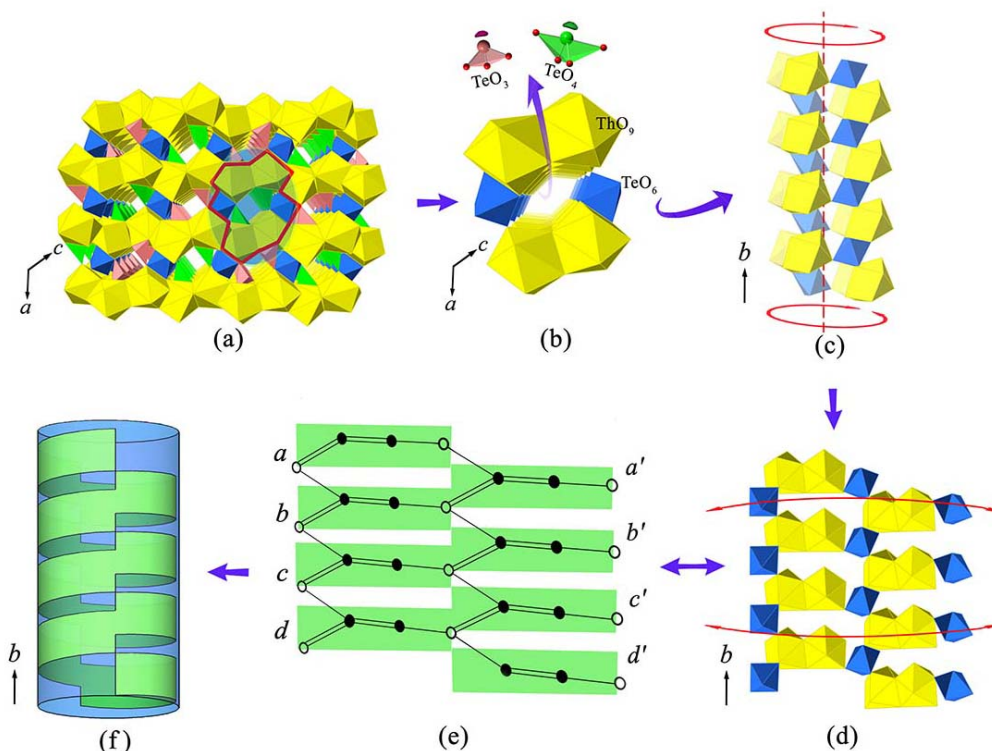 TeO₃
TeO₄
ThO₉
TeO₆
c
a
(a)
c
a
(b)
b
(c)
b
(f)
a
b
c
d
a'
b'
c'
d'
(e)
b
(d)